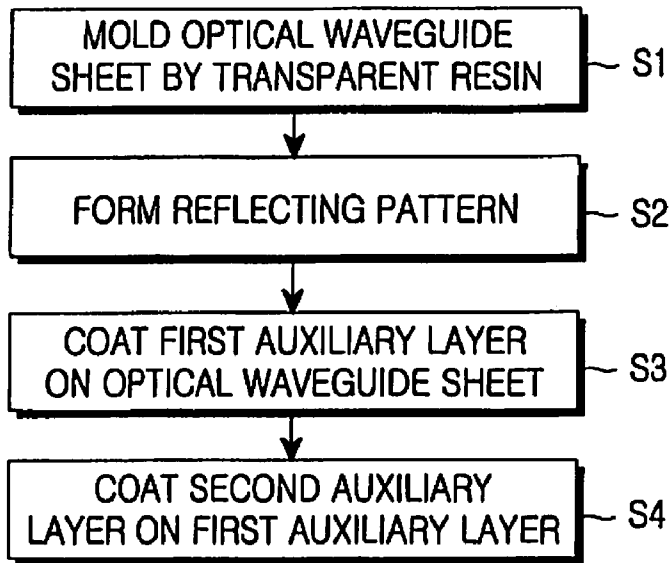 MOLD OPTICAL WAVEGUIDE
SHEET BY TRANSPARENT RESIN
S1
FORM REFLECTING PATTERN
S2
COAT FIRST AUXILIARY LAYER
ON OPTICAL WAVEGUIDE SHEET
S3
COAT SECOND AUXILIARY
LAYER ON FIRST AUXILIARY LAYER
S4